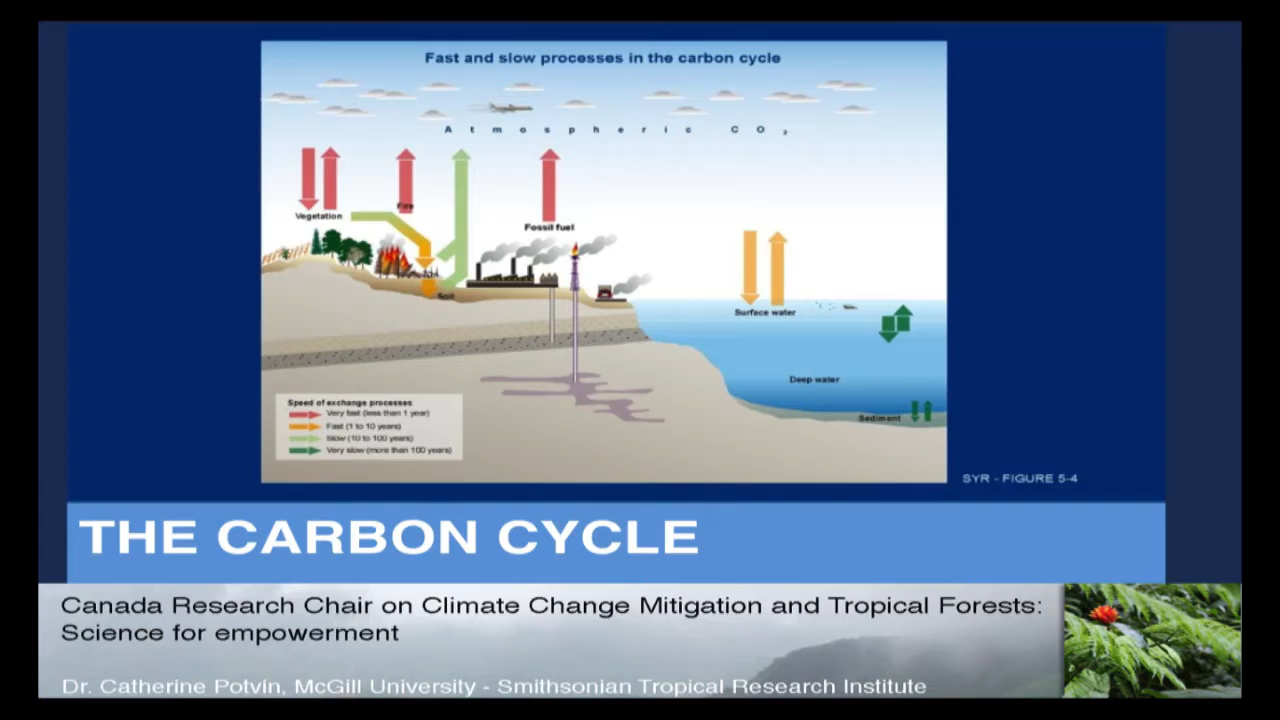 Fast and slow processes in the carbon cycle
Atmospheric CO₂
Vegetation
Fire
Fossil fuel
Soil
Surface water
Deep water
Sediment
Speed of exchange processes
Very fast (less than 1 year)
Fast (1 to 10 years)
Slow (10 to 100 years)
Very slow (more than 100 years)
SYR - FIGURE 5-4
THE CARBON CYCLE
Canada Research Chair on Climate Change Mitigation and Tropical Forests:
Science for empowerment
Dr. Catherine Potvin, McGill University - Smithsonian Tropical Research Institute